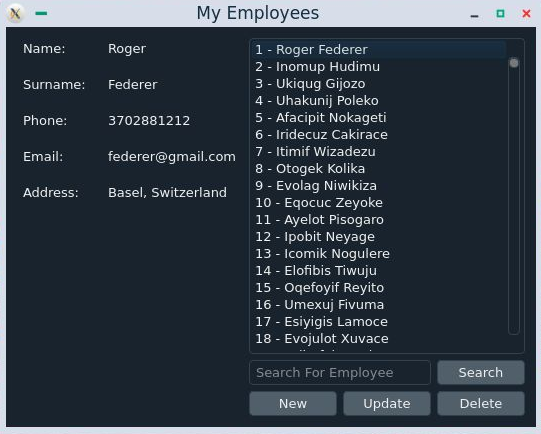 My Employees
Name: Roger
Surname: Federer
Phone: 3702881212
Email: federer@gmail.com
Address: Basel, Switzerland
1 - Roger Federer
2 - Inomup Hudimu
3 - Ukiqug Gijozo
4 - Uhakunij Poleko
5 - Afacipit Nokageti
6 - Iridecuz Cakirace
7 - Itimif Wizadezu
8 - Otogek Kolika
9 - Evolag Niwikiza
10 - Eqocuc Zeyoke
11 - Ayelot Pisogaro
12 - Ipobit Neyage
13 - Icomik Nogulere
14 - Elofibis Tiwuju
15 - Oqefoyif Reyito
16 - Umexuj Fivuma
17 - Esiyigis Lamoce
18 - Evojulot Xuvace
Search For Employee
Search
New
Update
Delete